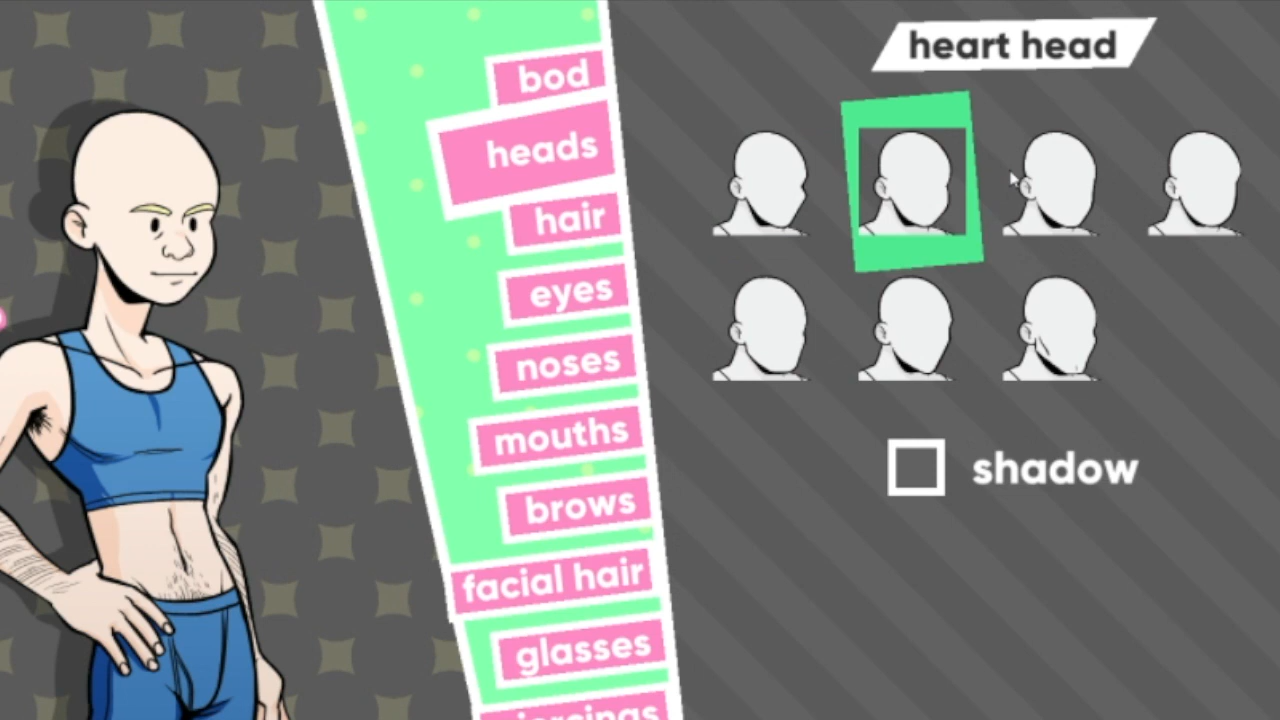 bod
heads
hair
eyes
noses
mouths
brows
facial hair
glasses
heart head
shadow